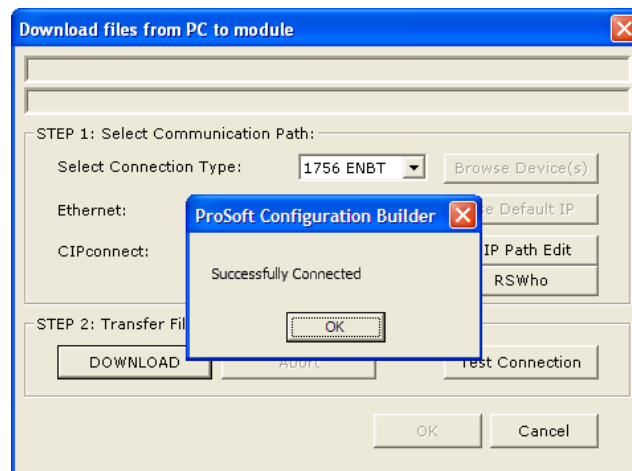 Download files from PC to module
STEP 1: Select Communication Path:
Select Connection Type: 1756 ENBT Browse Device(s)
Ethernet: Default IP
CIPconnect: IP Path Edit
RSWho
ProSoft Configuration Builder
Successfully Connected
OK
STEP 2: Transfer Fil
DOWNLOAD Abort Test Connection
OK Cancel